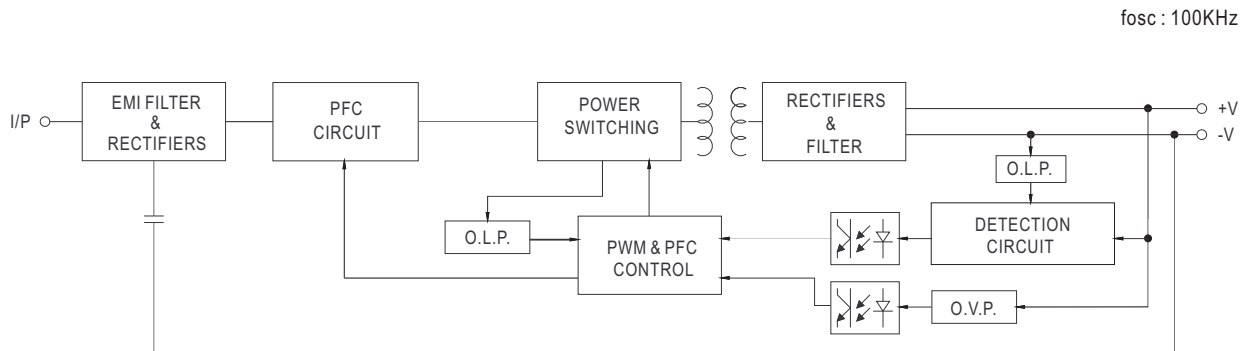 fosc : 100KHz
I/P
EMI FILTER
&
RECTIFIERS
PFC
CIRCUIT
POWER
SWITCHING
RECTIFIERS
&
FILTER
+V
-V
O.L.P.
O.L.P.
PWM & PFC
CONTROL
DETECTION
CIRCUIT
O.V.P.